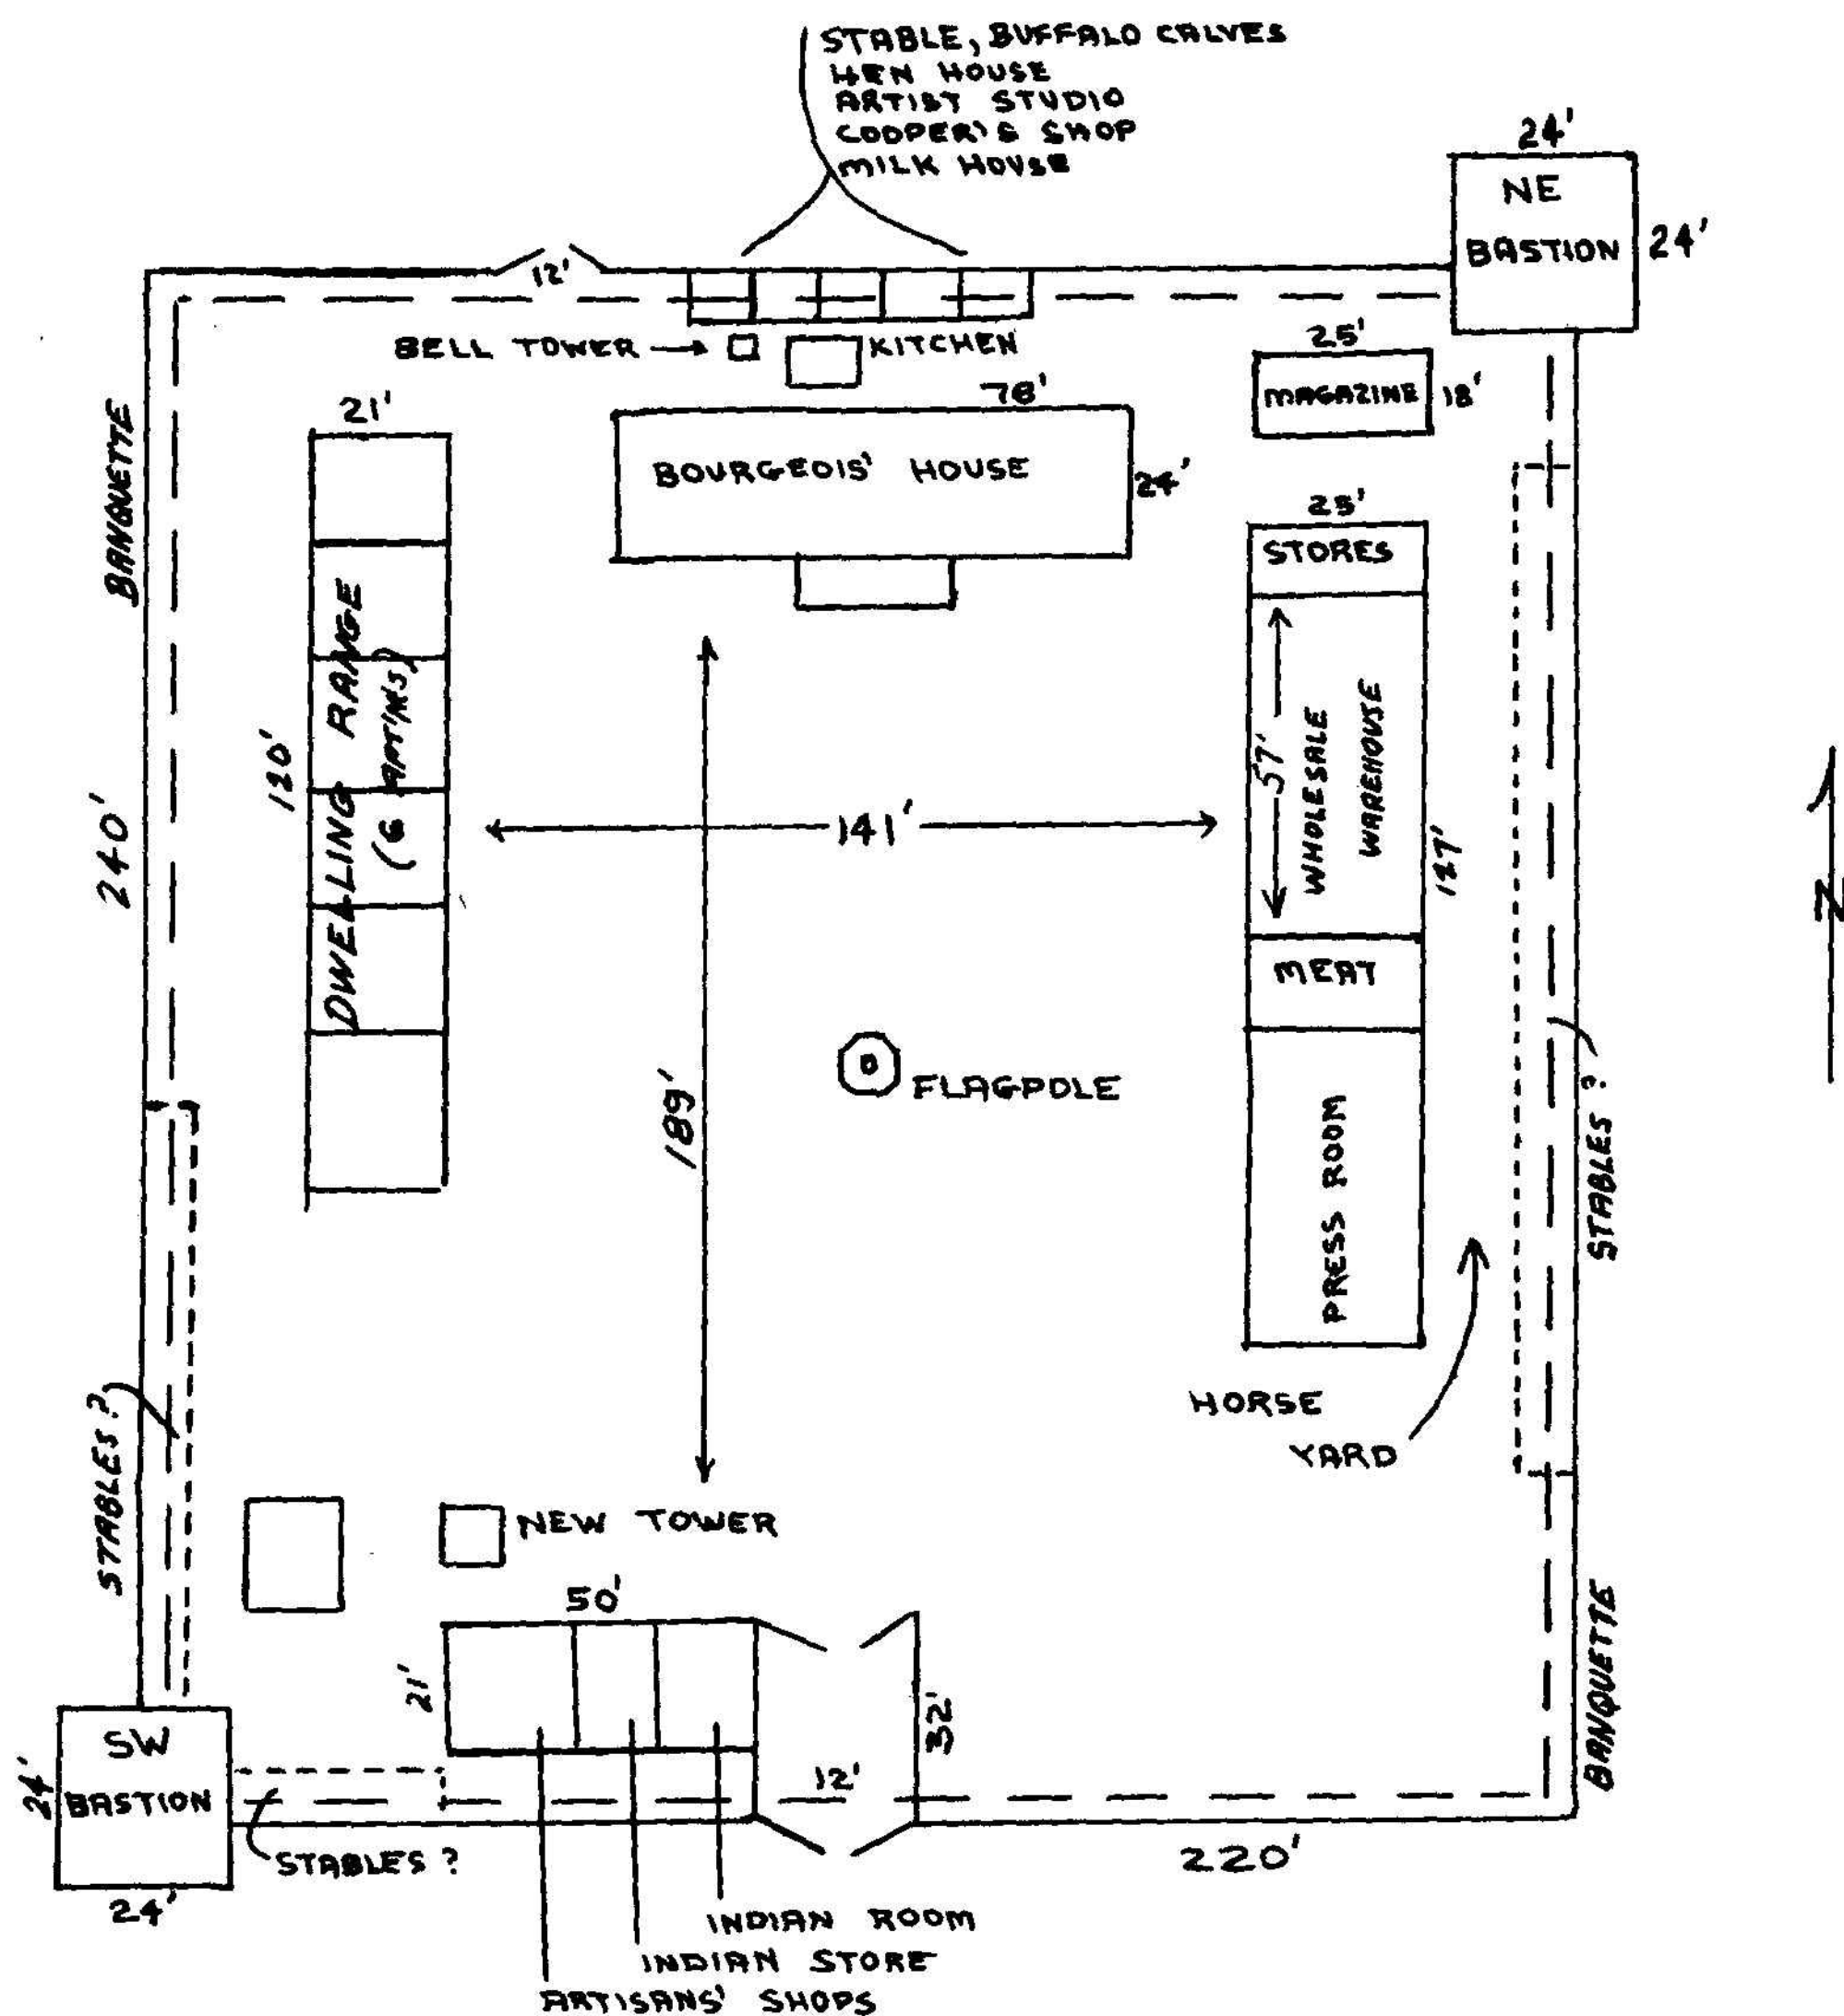 STABLE, BUFFALO CALVES
HEN HOUSE
ARTIST STUDIO
COOPER'S SHOP
MILK HOUSE
24'
NE
BASTION
24'
12'
BELL TOWER
KITCHEN
25'
MAGAZINE
18'
78'
BOURGEOIS' HOUSE
24'
21'
BANQUETTE
240'
120'
DWELLING RANGE
(6 APT'MS)
25'
STORES
57'
WHOLESALE
WAREHOUSE
127'
MEAT
PRESS ROOM
141'
189'
FLAGPOLE
N
STABLES?
HORSE
YARD
STABLES?
NEW TOWER
50'
21'
32'
12'
BANQUETTE
SW
BASTION
24'
24'
STABLES?
220'
INDIAN ROOM
INDIAN STORE
ARTISANS' SHOPS